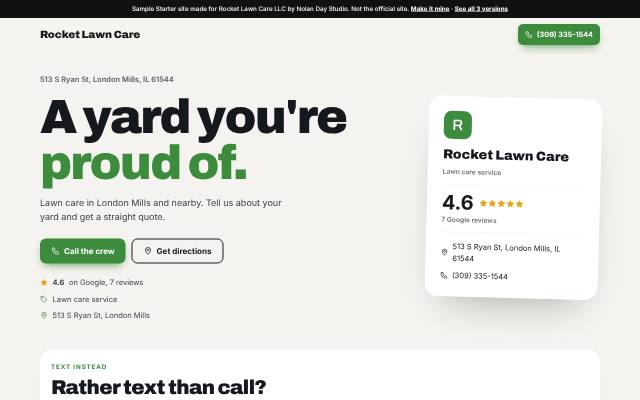 Sample Starter site made for Rocket Lawn Care LLC by Nolan Day Studio. Not the official site. Make it mine · See all 3 versions
Rocket Lawn Care
(309) 335-1544
513 S Ryan St, London Mills, IL 61544
A yard you're
proud of.
Lawn care in London Mills and nearby. Tell us about your
yard and get a straight quote.
Call the crew
Get directions
4.6 on Google, 7 reviews
Lawn care service
513 S Ryan St, London Mills
R
Rocket Lawn Care
Lawn care service
4.6
7 Google reviews
513 S Ryan St, London Mills, IL
61544
(309) 335-1544
TEXT INSTEAD
Rather text than call?